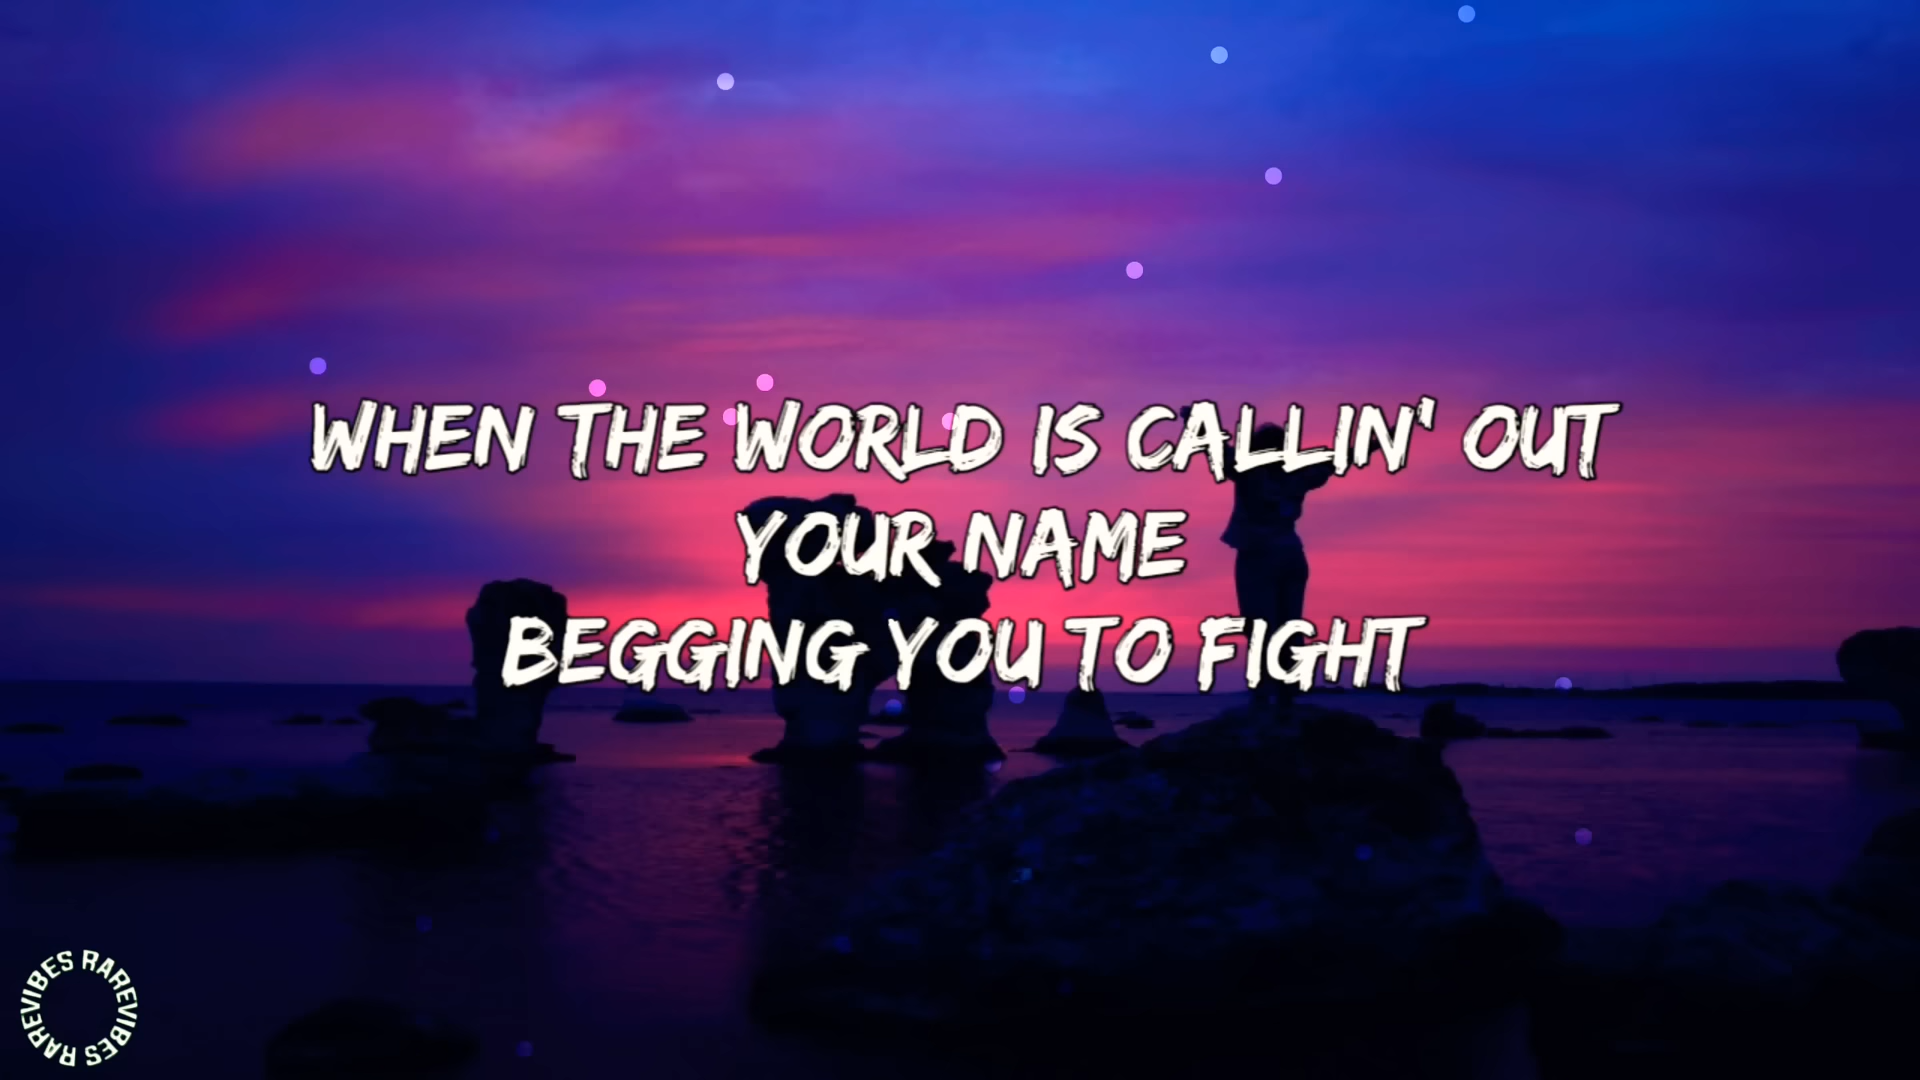 WHEN THE WORLD IS CALLIN' OUT
YOUR NAME
BEGGING YOU TO FIGHT
RAREVIBES RAREVIBES